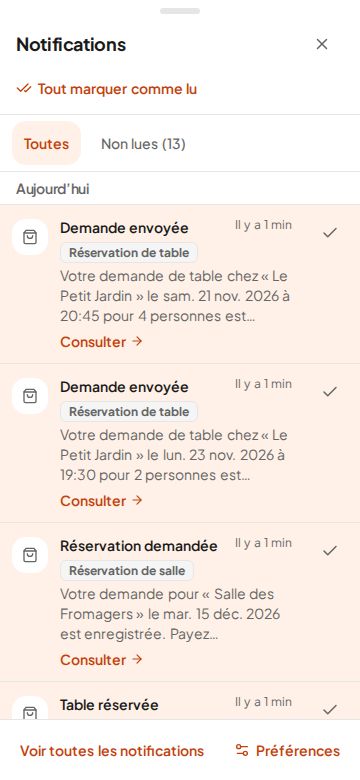 Notifications
Tout marquer comme lu
Toutes
Non lues (13)
Aujourd'hui
Demande envoyée
Il y a 1 min
Réservation de table
Votre demande de table chez « Le
Petit Jardin » le sam. 21 nov. 2026 à
20:45 pour 4 personnes est…
Consulter →
Demande envoyée
Il y a 1 min
Réservation de table
Votre demande de table chez « Le
Petit Jardin » le lun. 23 nov. 2026 à
19:30 pour 2 personnes est…
Consulter →
Réservation demandée
Il y a 1 min
Réservation de salle
Votre demande pour « Salle des
Fromagers » le mar. 15 déc. 2026
est enregistrée. Payez…
Consulter →
Table réservée
Il y a 1 min
Voir toutes les notifications
Préférences